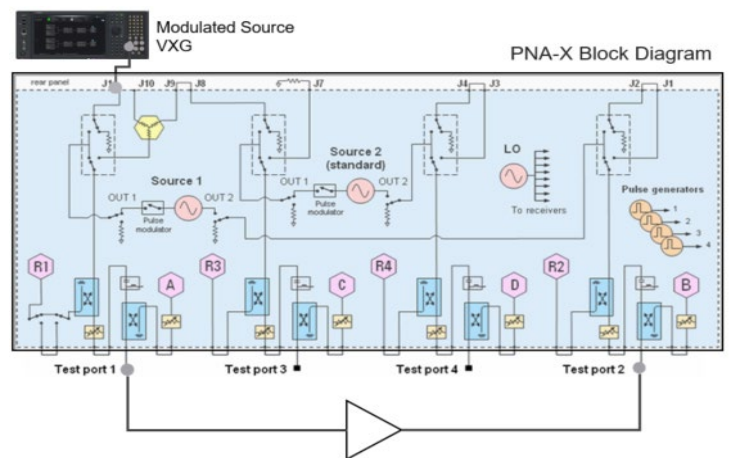 Modulated Source
VXG
PNA-X Block Diagram
rear panel
J11 J10 J9 J8 J7 J4 J3 J2 J1
Source 1
Source 2
(standard)
LO
OUT 1
OUT 2
OUT 1
OUT 2
Pulse
modulator
Pulse
modulator
To receivers
Pulse generators
1
2
3
4
R1
A
R3
C
R4
D
R2
B
Test port 1
Test port 3
Test port 4
Test port 2